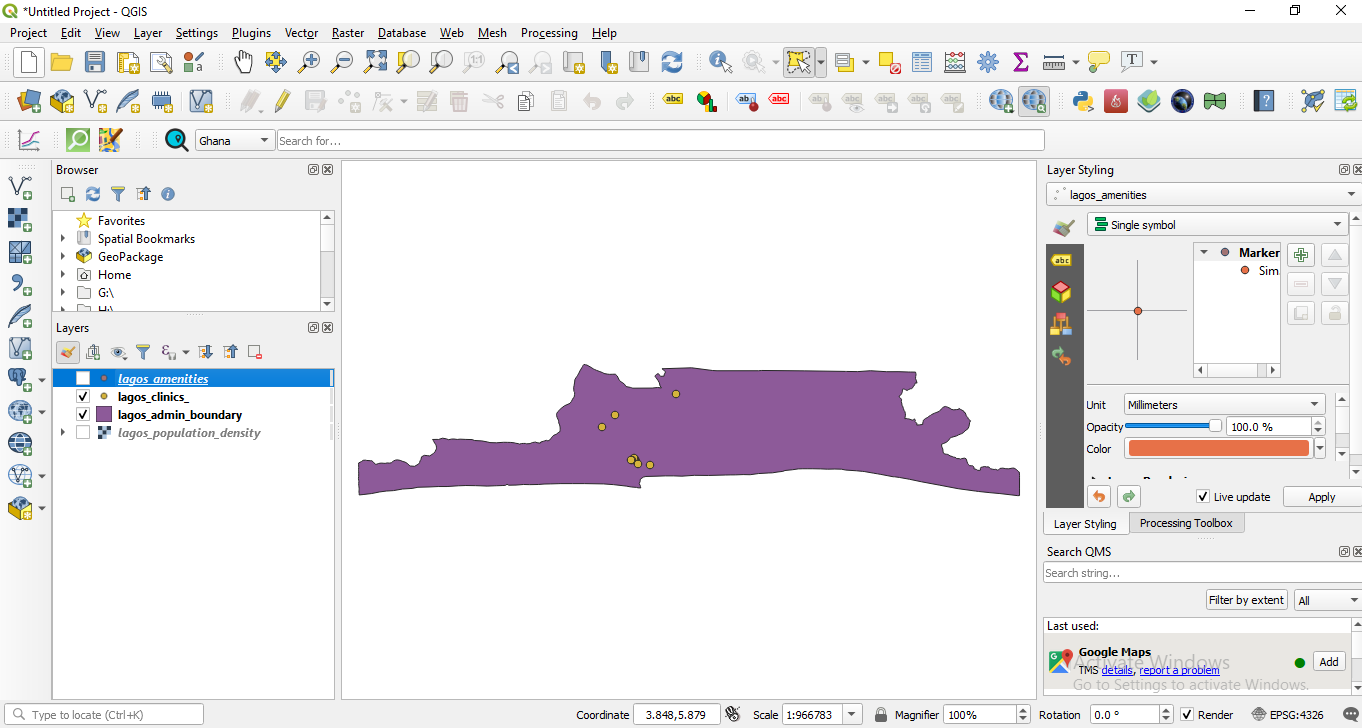 *Untitled Project - QGIS
Project Edit View Layer Settings Plugins Vector Raster Database Web Mesh Processing Help
Ghana Search for...
Browser
Favorites
Spatial Bookmarks
GeoPackage
Home
G:\
H:\
Layers
lagos_amenities
lagos_clinics_
lagos_admin_boundary
lagos_population_density
Layer Styling
lagos_amenities
Single symbol
Marker
Sim
Unit Millimeters
Opacity 100.0 %
Color
Live update Apply
Layer Styling Processing Toolbox
Search QMS
Search string...
Filter by extent All
Last used:
Google Maps
TMS details, report a problem
Add
Activate Windows
Go to Settings to activate Windows.
Type to locate (Ctrl+K) Coordinate 3.848,5.879 Scale 1:966783 Magnifier 100% Rotation 0.0 ° Render EPSG:4326